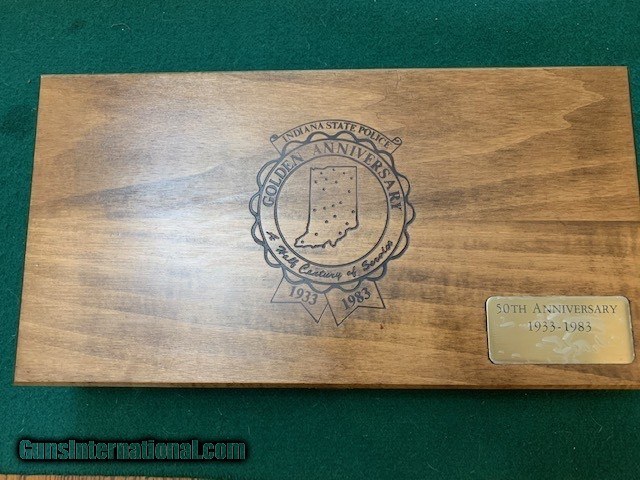 INDIANA STATE POLICE
GOLDEN ANNIVERSARY
A Half Century of Service
1933 1983
50TH ANNIVERSARY
1933-1983
GunsInternational.com